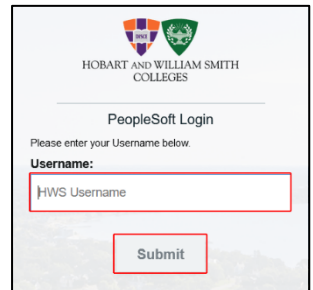 HOBART AND WILLIAM SMITH
COLLEGES
PeopleSoft Login
Please enter your Username below.
Username:
HWS Username
Submit